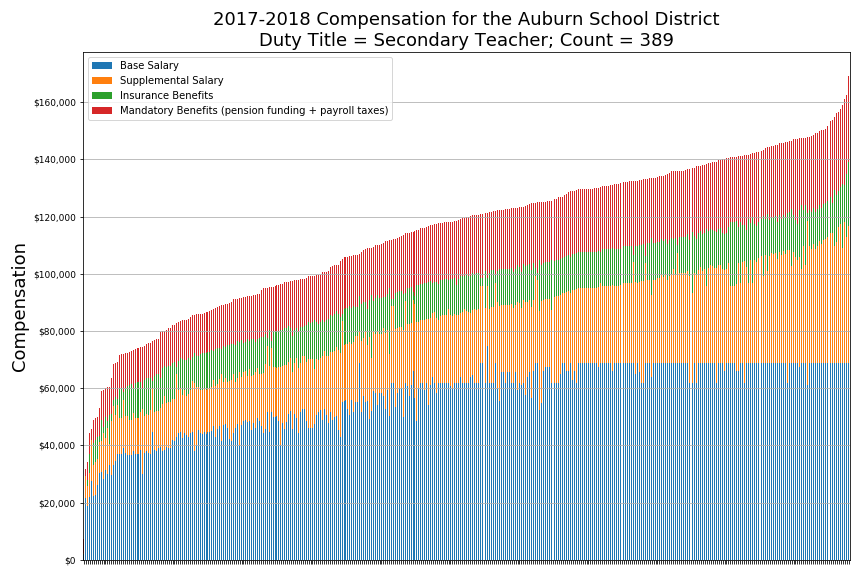 2017-2018 Compensation for the Auburn School District
Duty Title = Secondary Teacher; Count = 389
Base Salary
Supplemental Salary
Insurance Benefits
Mandatory Benefits (pension funding + payroll taxes)
Compensation
$160,000
$140,000
$120,000
$100,000
$80,000
$60,000
$40,000
$20,000
$0